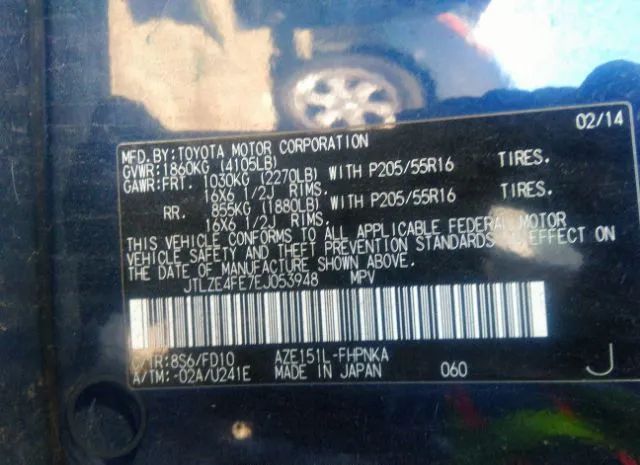 02/14
MFD.BY:TOYOTA MOTOR CORPORATION
GVWR:1860KG (4105LB)
GAWR:FRT. 1030KG (2270LB) WITH P205/55R16 TIRES.
16X6 1/2J RIMS.
RR. 855KG (1880LB) WITH P205/55R16 TIRES.
16X6 1/2J RIMS.
THIS VEHICLE CONFORMS TO ALL APPLICABLE FEDERAL MOTOR
VEHICLE SAFETY AND THEFT PREVENTION STANDARDS IN EFFECT ON
THE DATE OF MANUFACTURE SHOWN ABOVE.
JTLZE4FE7EJ053948 MPV
C/TR:8S6/FD10 AZE151L-FHPNKA
A/TM:-02A/U241E MADE IN JAPAN 060 J